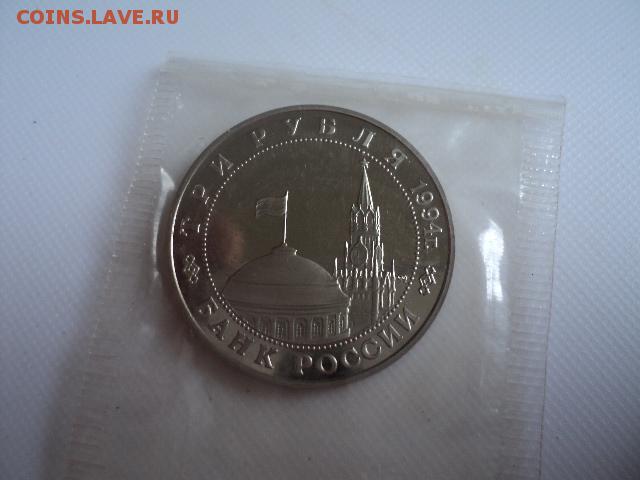 COINS.LAVE.RU
ТРИ РУБЛЯ 1994г.
БАНК РОССИИ